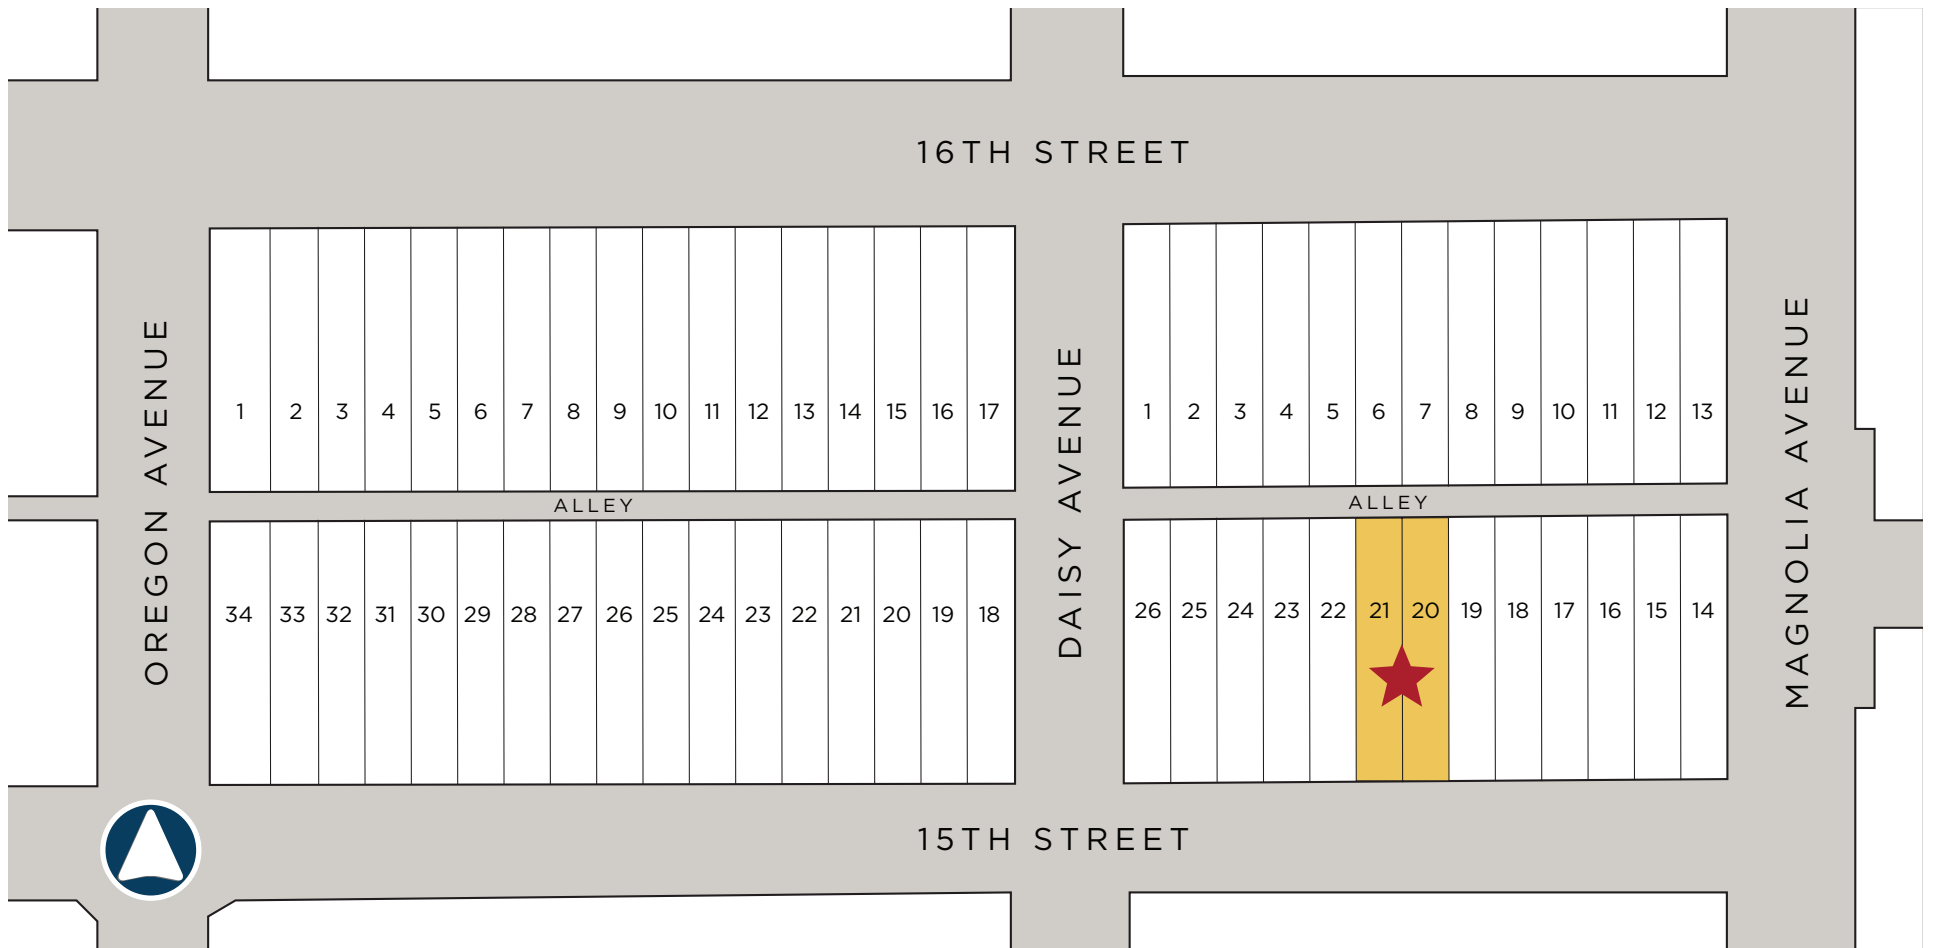 16TH STREET
OREGON AVENUE
1 2 3 4 5 6 7 8 9 10 11 12 13 14 15 16 17
DAISY AVENUE
1 2 3 4 5 6 7 8 9 10 11 12 13
MAGNOLIA AVENUE
ALLEY
ALLEY
34 33 32 31 30 29 28 27 26 25 24 23 22 21 20 19 18
26 25 24 23 22 21 20 19 18 17 16 15 14
15TH STREET